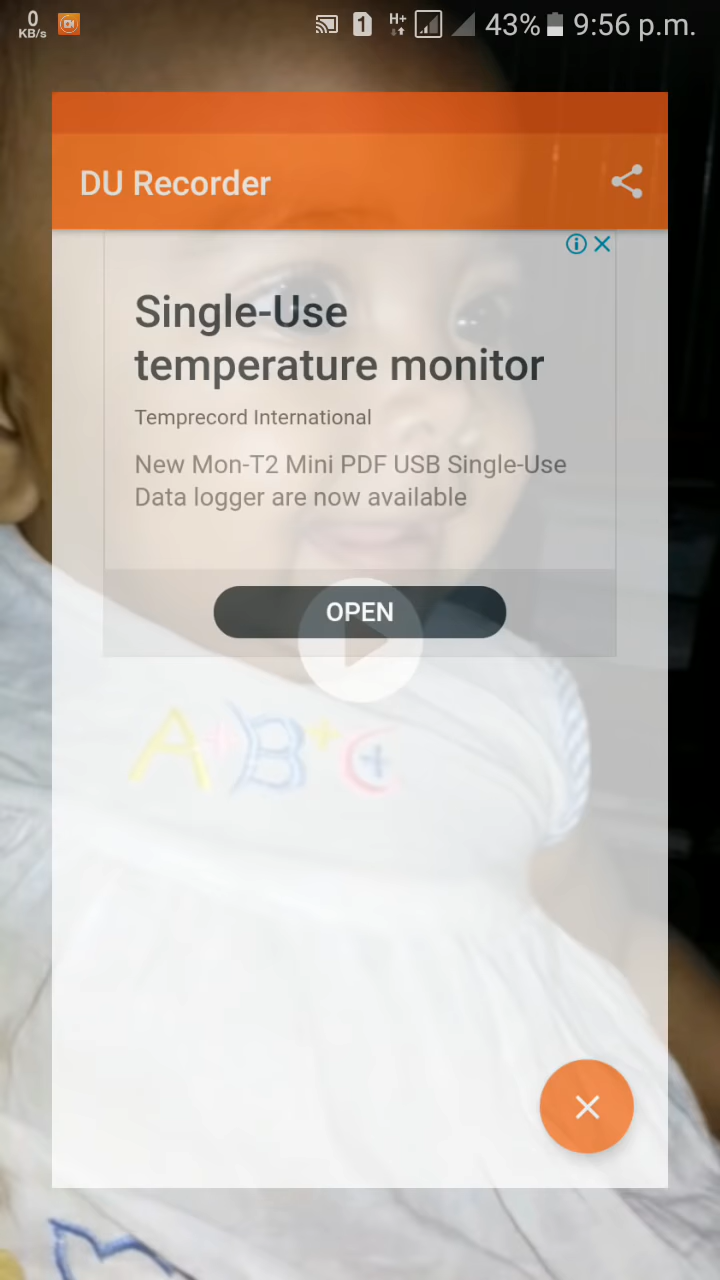 0
KB/s
1
H+
43%
9:56 p.m.
DU Recorder
Single-Use
temperature monitor
Temprecord International
New Mon-T2 Mini PDF USB Single-Use
Data logger are now available
OPEN
A+B+C